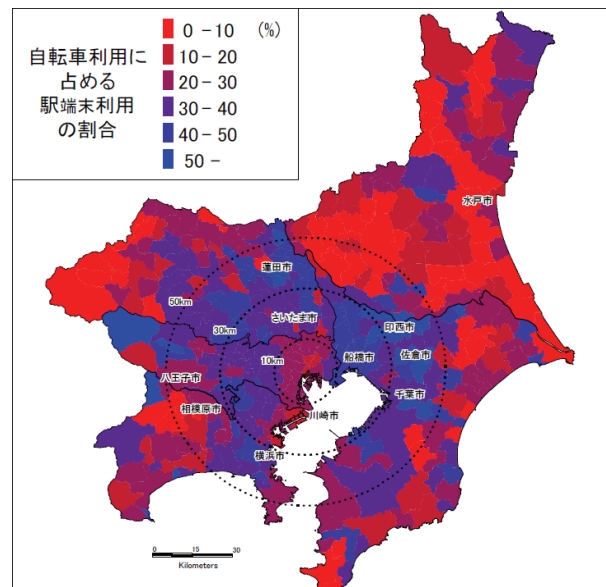 自転車利用に
占める
駅端末利用
の割合
0 － 10 (%)
10 － 20
20 － 30
30 － 40
40 － 50
50 －
水戸市
蓮田市
50km
さいたま市
30km
印西市
10km
船橋市
佐倉市
八王子市
千葉市
相模原市
川崎市
横浜市
0 15 30
Kilometers